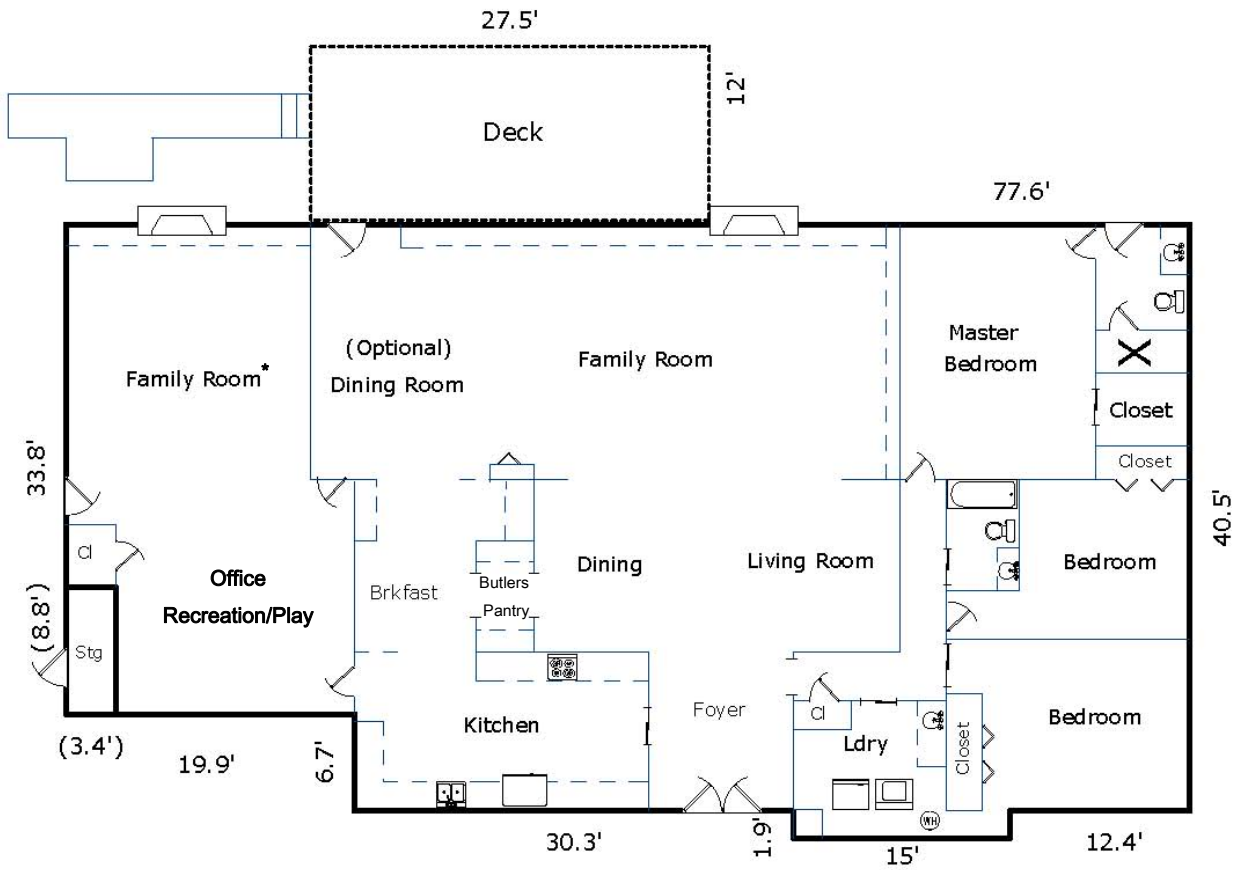 27.5'
12'
Deck
77.6'
(Optional)
Dining Room
Family Room
Master
Bedroom
Family Room*
Closet
Closet
33.8'
40.5'
Cl
Office
Recreation/Play
Brkfast
Butlers
Pantry
Dining
Living Room
Bedroom
(8.8')
Stg
Kitchen
Foyer
Cl
Ldry
Closet
Bedroom
(3.4')
19.9'
6.7'
WH
30.3'
1.9'
15'
12.4'